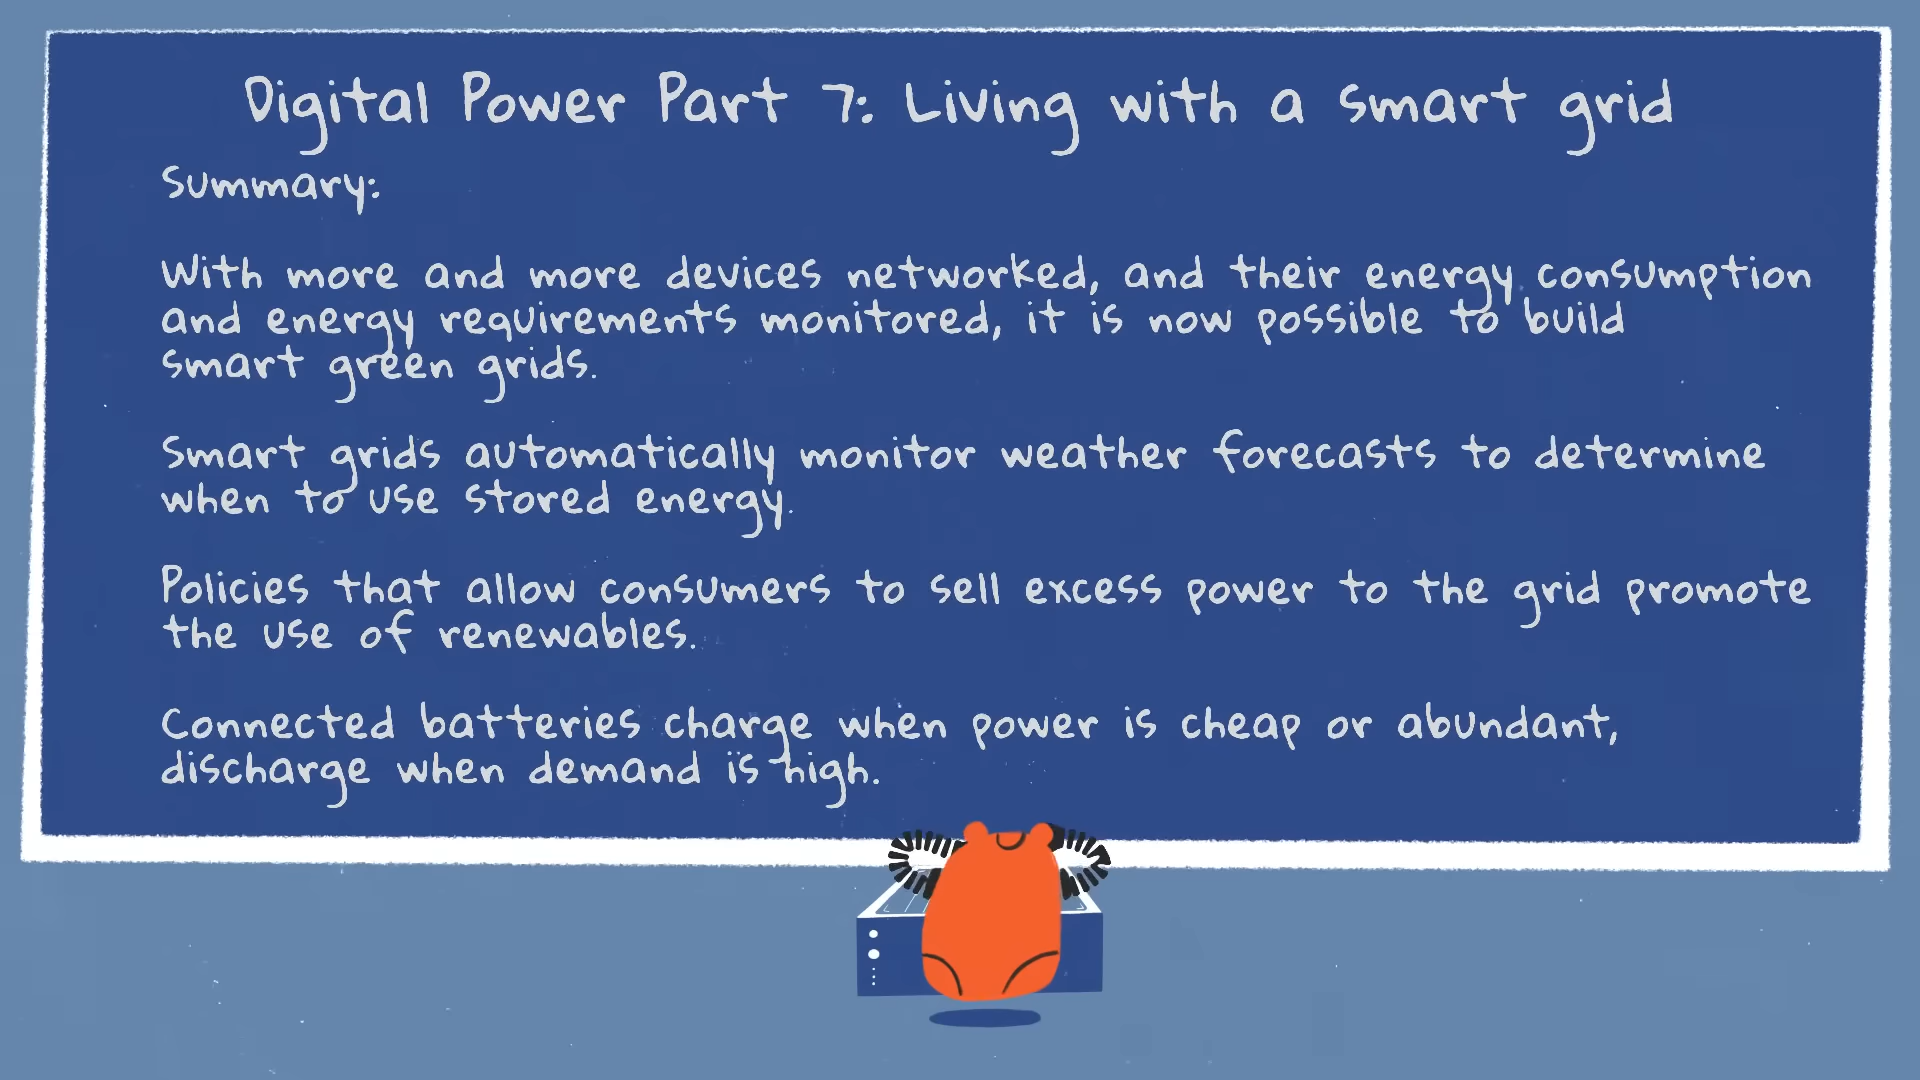 Digital Power Part 7: Living with a smart grid
Summary:
With more and more devices networked, and their energy consumption
and energy requirements monitored, it is now possible to build
smart green grids.
Smart grids automatically monitor weather forecasts to determine
when to use stored energy.
Policies that allow consumers to sell excess power to the grid promote
the use of renewables.
Connected batteries charge when power is cheap or abundant,
discharge when demand is high.